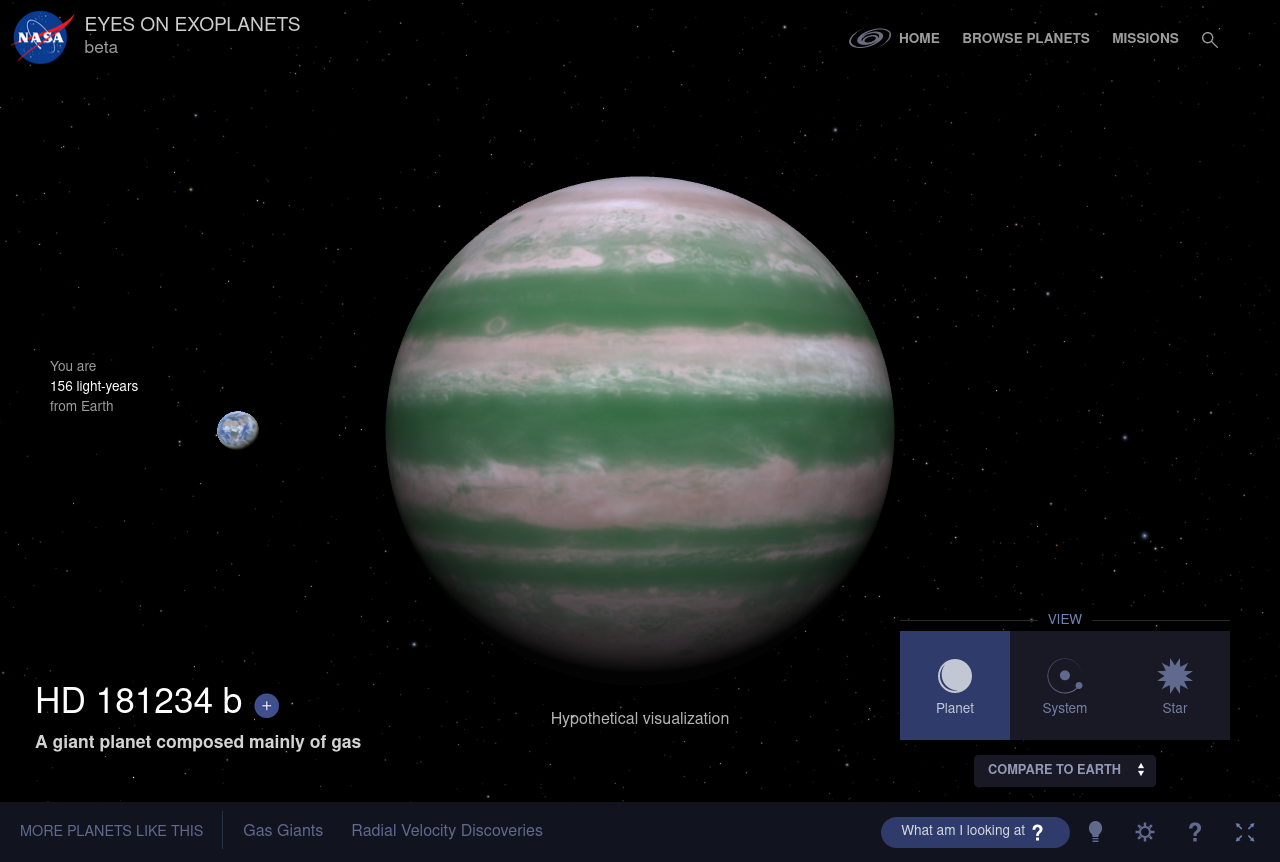 NASA
EYES ON EXOPLANETS
beta
HOME
BROWSE PLANETS
MISSIONS
You are
156 light-years
from Earth
HD 181234 b +
A giant planet composed mainly of gas
Hypothetical visualization
VIEW
Planet
System
Star
COMPARE TO EARTH
MORE PLANETS LIKE THIS
Gas Giants
Radial Velocity Discoveries
What am I looking at ?
?